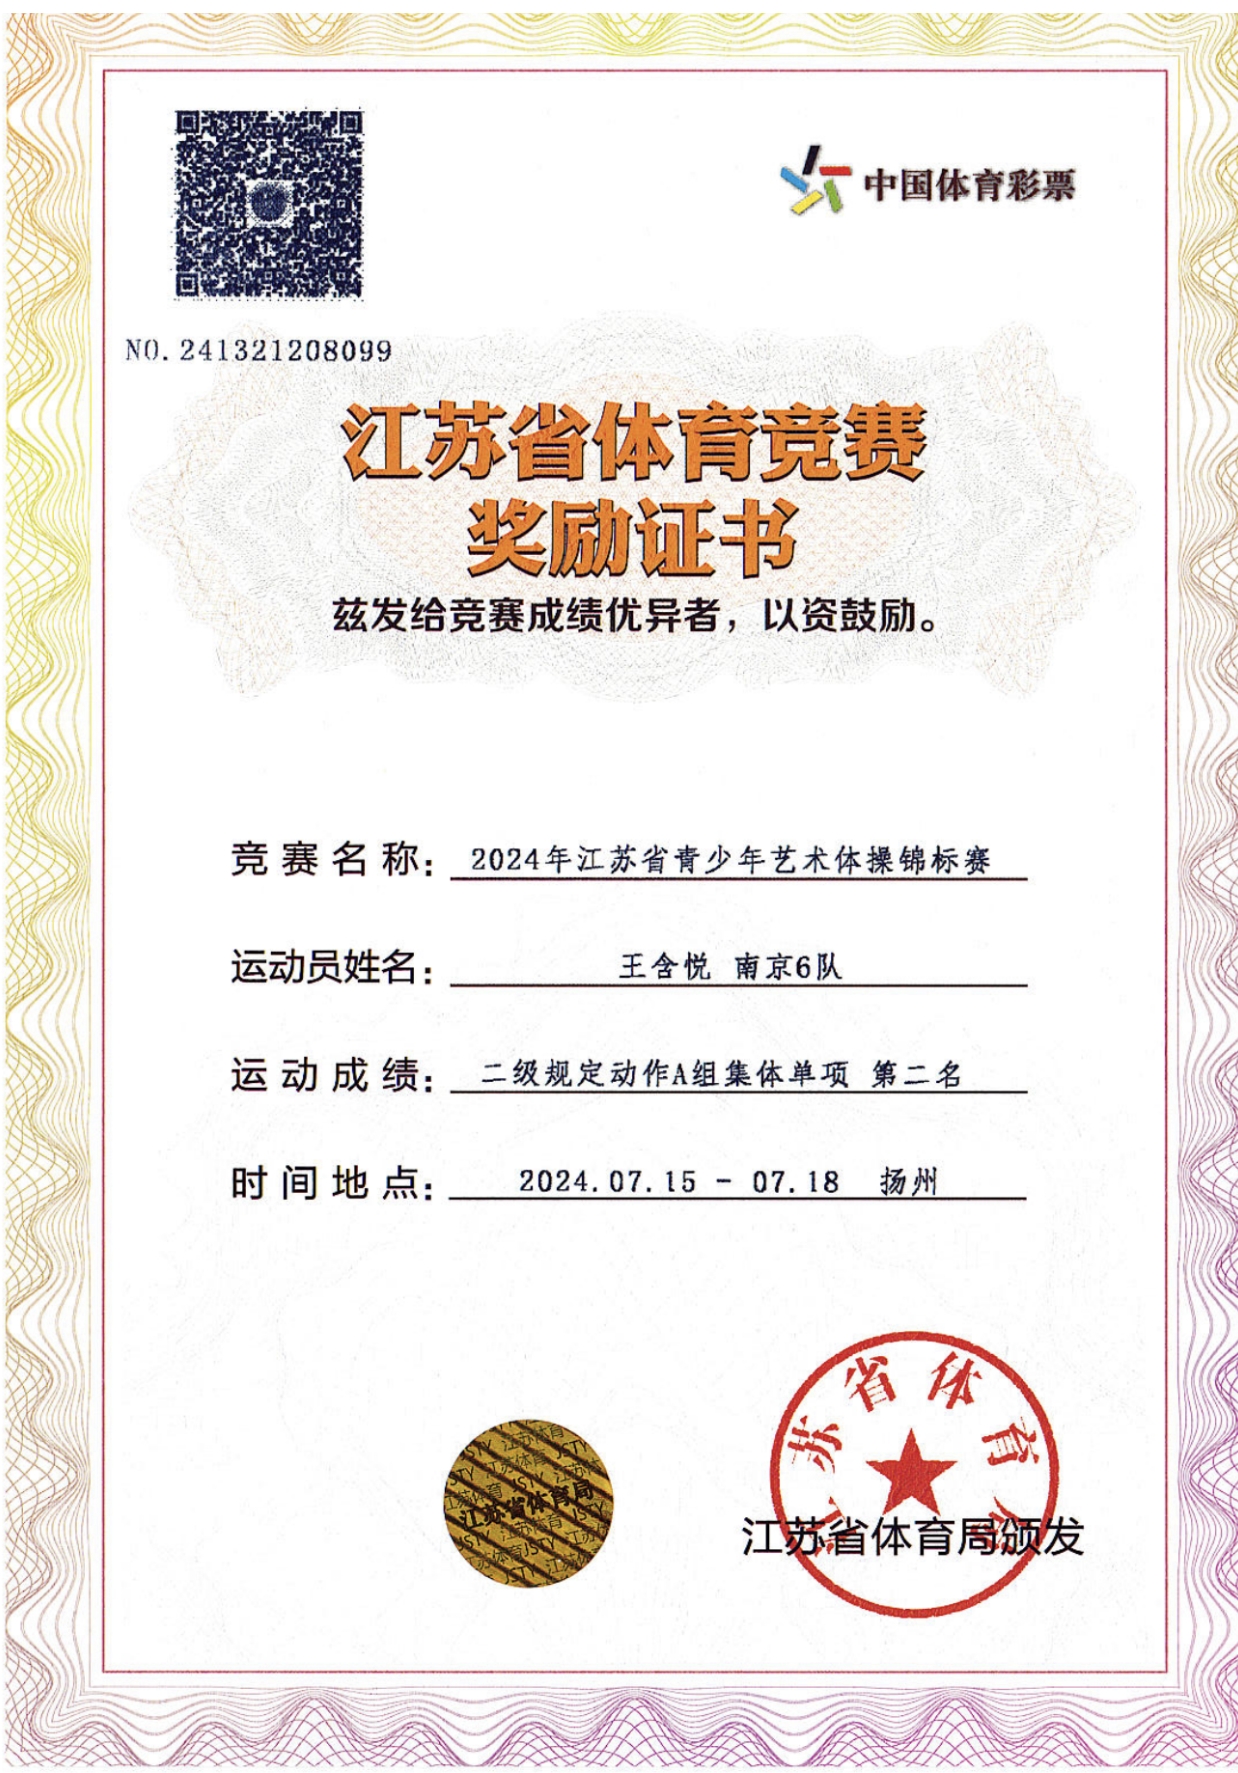 中国体育彩票
NO.241321208099
江苏省体育竞赛
奖励证书
兹发给竞赛成绩优异者，以资鼓励。
竞赛名称：2024年江苏省青少年艺术体操锦标赛
运动员姓名：王含悦 南京6队
运动成绩：二级规定动作A组集体单项 第二名
时间地点：2024.07.15 - 07.18 扬州
江苏省体育局
江苏省体育局
江苏省体育局颁发